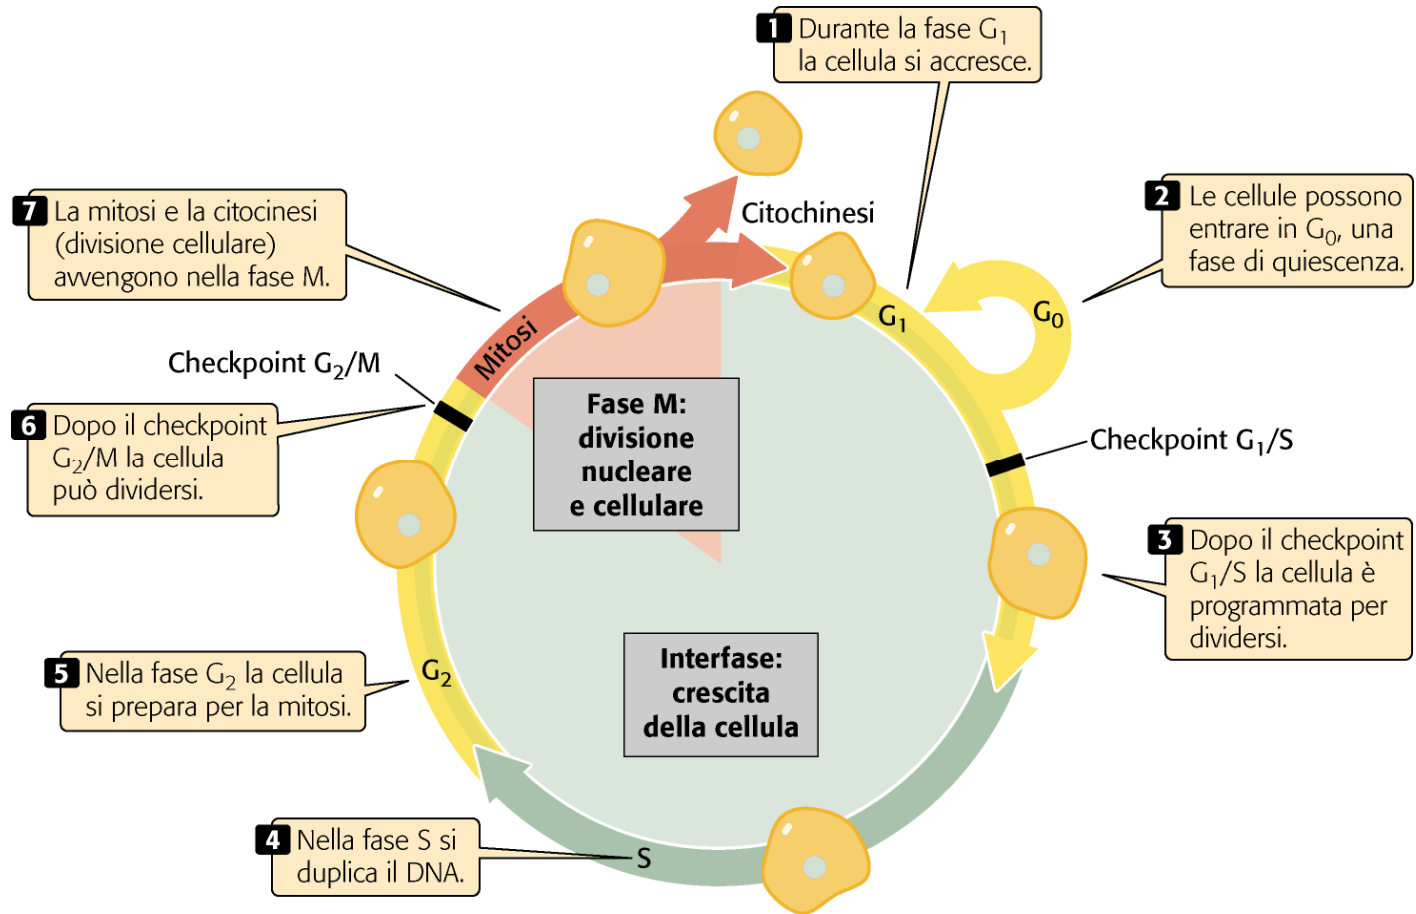 1 Durante la fase G₁
la cellula si accresce.
Citochinesi
2 Le cellule possono
entrare in G₀, una
fase di quiescenza.
7 La mitosi e la citocinesi
(divisione cellulare)
avvengono nella fase M.
G₁
G₀
Mitosi
Checkpoint G₂/M
Fase M:
divisione
nucleare
e cellulare
6 Dopo il checkpoint
G₂/M la cellula
può dividersi.
Checkpoint G₁/S
3 Dopo il checkpoint
G₁/S la cellula è
programmata per
dividersi.
Interfase:
crescita
della cellula
5 Nella fase G₂ la cellula
si prepara per la mitosi.
G₂
4 Nella fase S si
duplica il DNA.
S